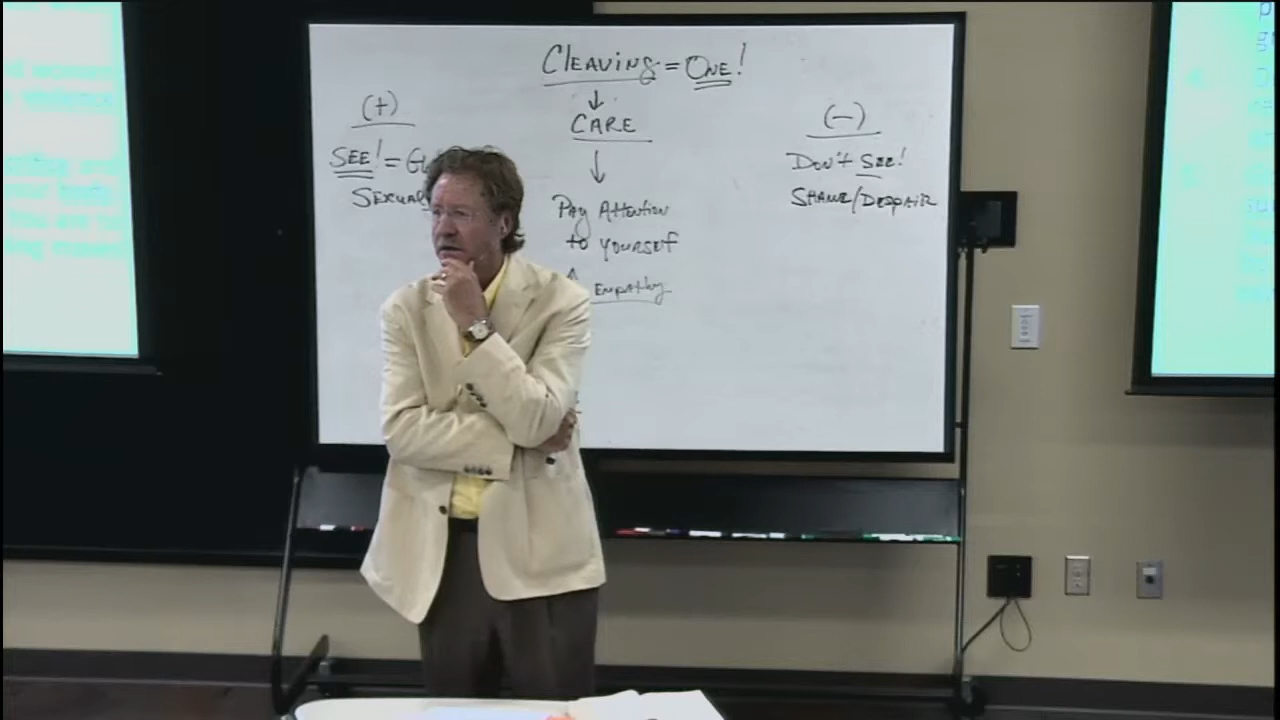 Cleaving = One!
↓
CARE
↓
Pay Attention
to yourself
Empathy
(+)
SEE! =
Sexual
(-)
Don't See!
Shame/Despair